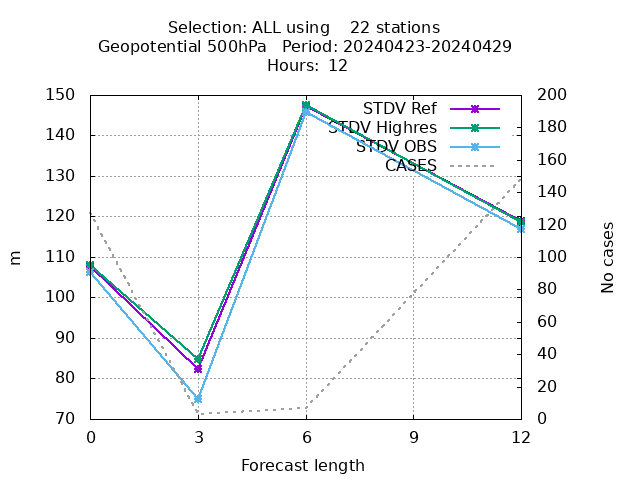 Selection: ALL using    22 stations
Geopotential 500hPa   Period: 20240423-20240429
Hours:  12
STDV Ref
STDV Highres
STDV OBS
CASES
150
140
130
120
110
100
90
80
70
200
180
160
140
120
100
80
60
40
20
0
m
No cases
0 3 6 9 12
Forecast length